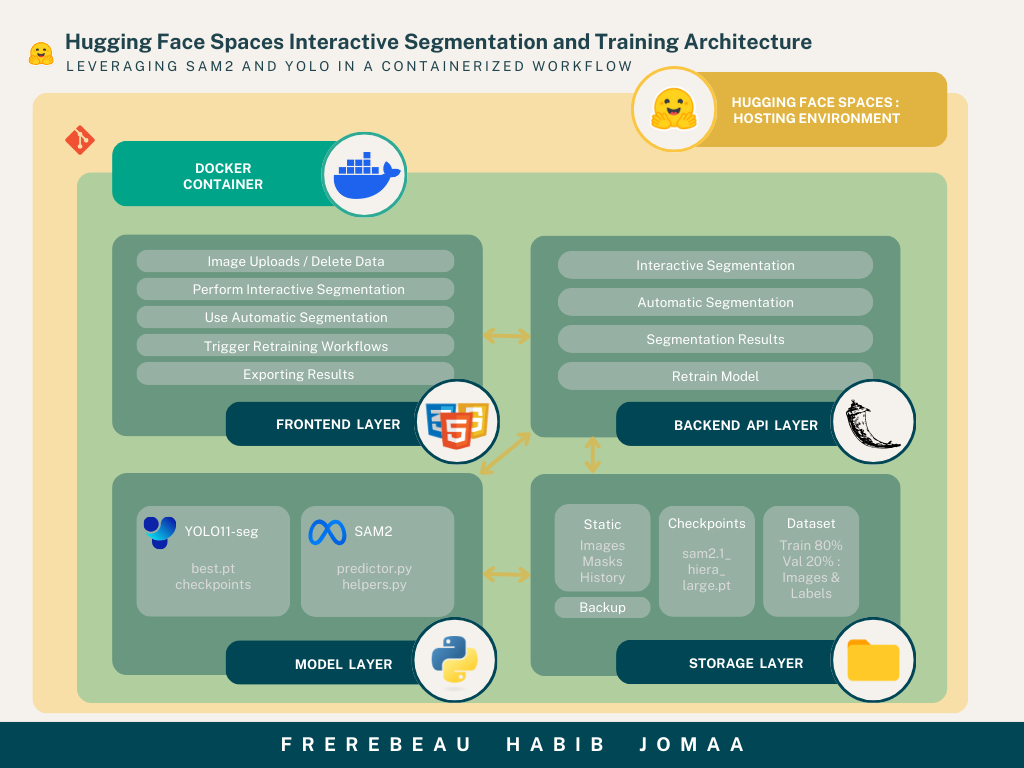 Hugging Face Spaces Interactive Segmentation and Training Architecture
LEVERAGING SAM2 AND YOLO IN A CONTAINERIZED WORKFLOW
HUGGING FACE SPACES :
HOSTING ENVIRONMENT
DOCKER
CONTAINER
Image Uploads / Delete Data
Perform Interactive Segmentation
Use Automatic Segmentation
Trigger Retraining Workflows
Exporting Results
FRONTEND LAYER
5
Interactive Segmentation
Automatic Segmentation
Segmentation Results
Retrain Model
BACKEND API LAYER
YOLO11-seg
best.pt
checkpoints
SAM2
predictor.py
helpers.py
MODEL LAYER
Static
Images
Masks
History
Backup
Checkpoints
sam2.1_
hiera_
large.pt
Dataset
Train 80%
Val 20% :
Images &
Labels
STORAGE LAYER
FREREBEAU HABIB JOMAA